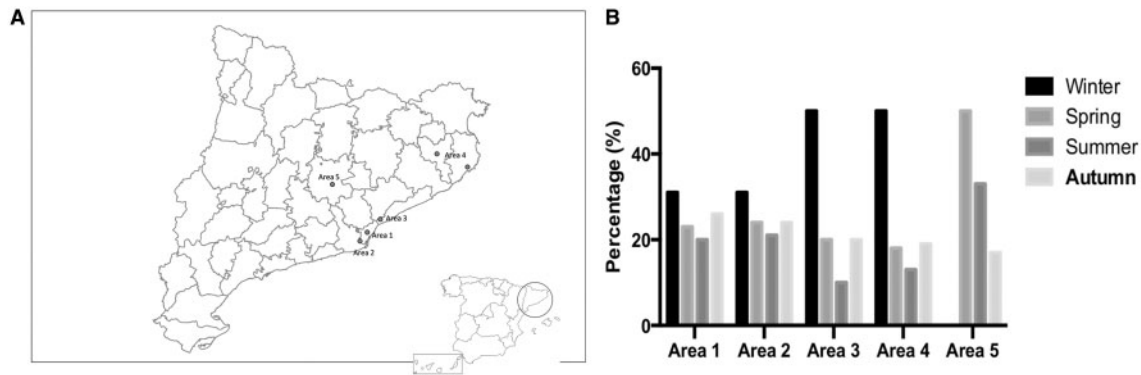 A
Area 4
Area 5
Area 3
Area 1
Area 2
B
Percentage (%)
60
40
20
0
Area 1 Area 2 Area 3 Area 4 Area 5
Winter
Spring
Summer
Autumn